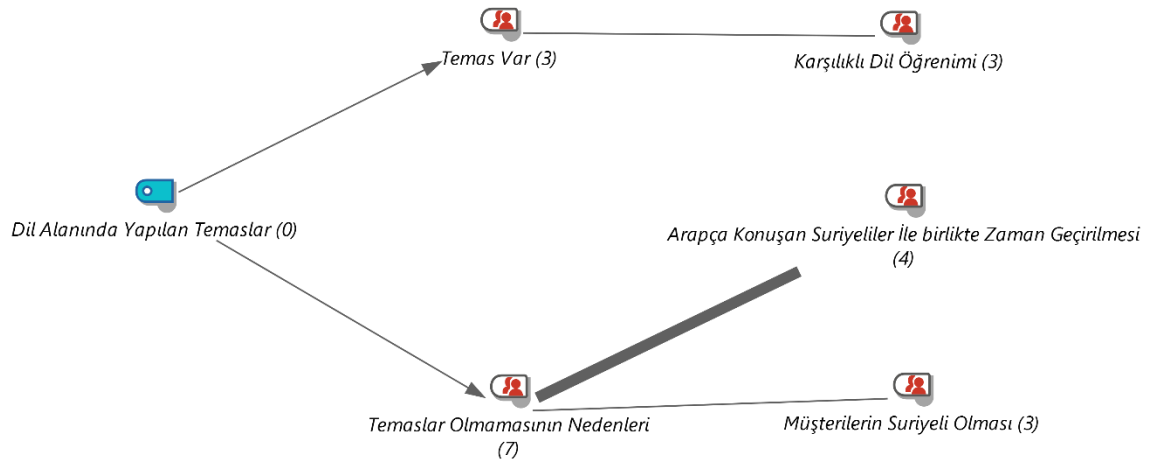 Temas Var (3)
Karşılıklı Dil Öğrenimi (3)
Dil Alanında Yapılan Temaslar (0)
Arapça Konuşan Suriyeliler İle birlikte Zaman Geçirilmesi
(4)
Temaslar Olmamasının Nedenleri
(7)
Müşterilerin Suriyeli Olması (3)